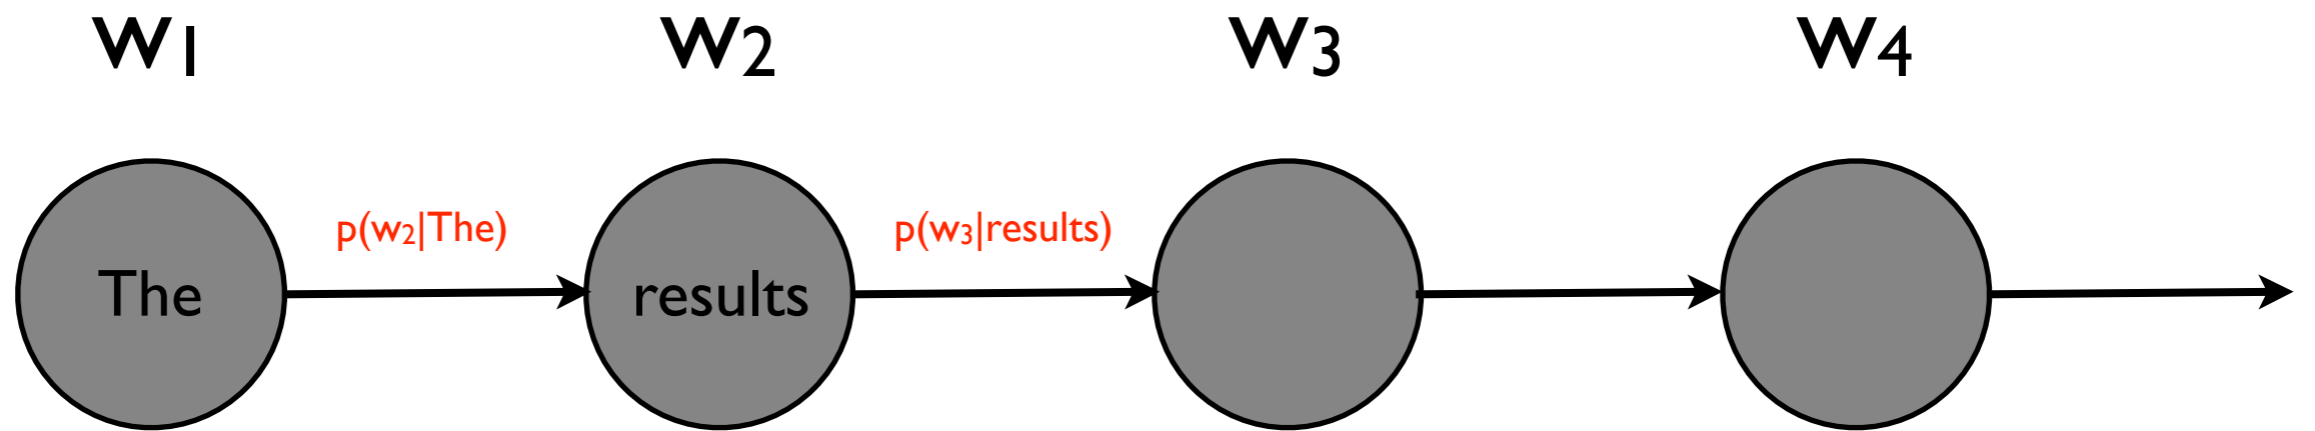 w₁ w₂ w₃ w₄
p(w₂|The) p(w₃|results)
The results